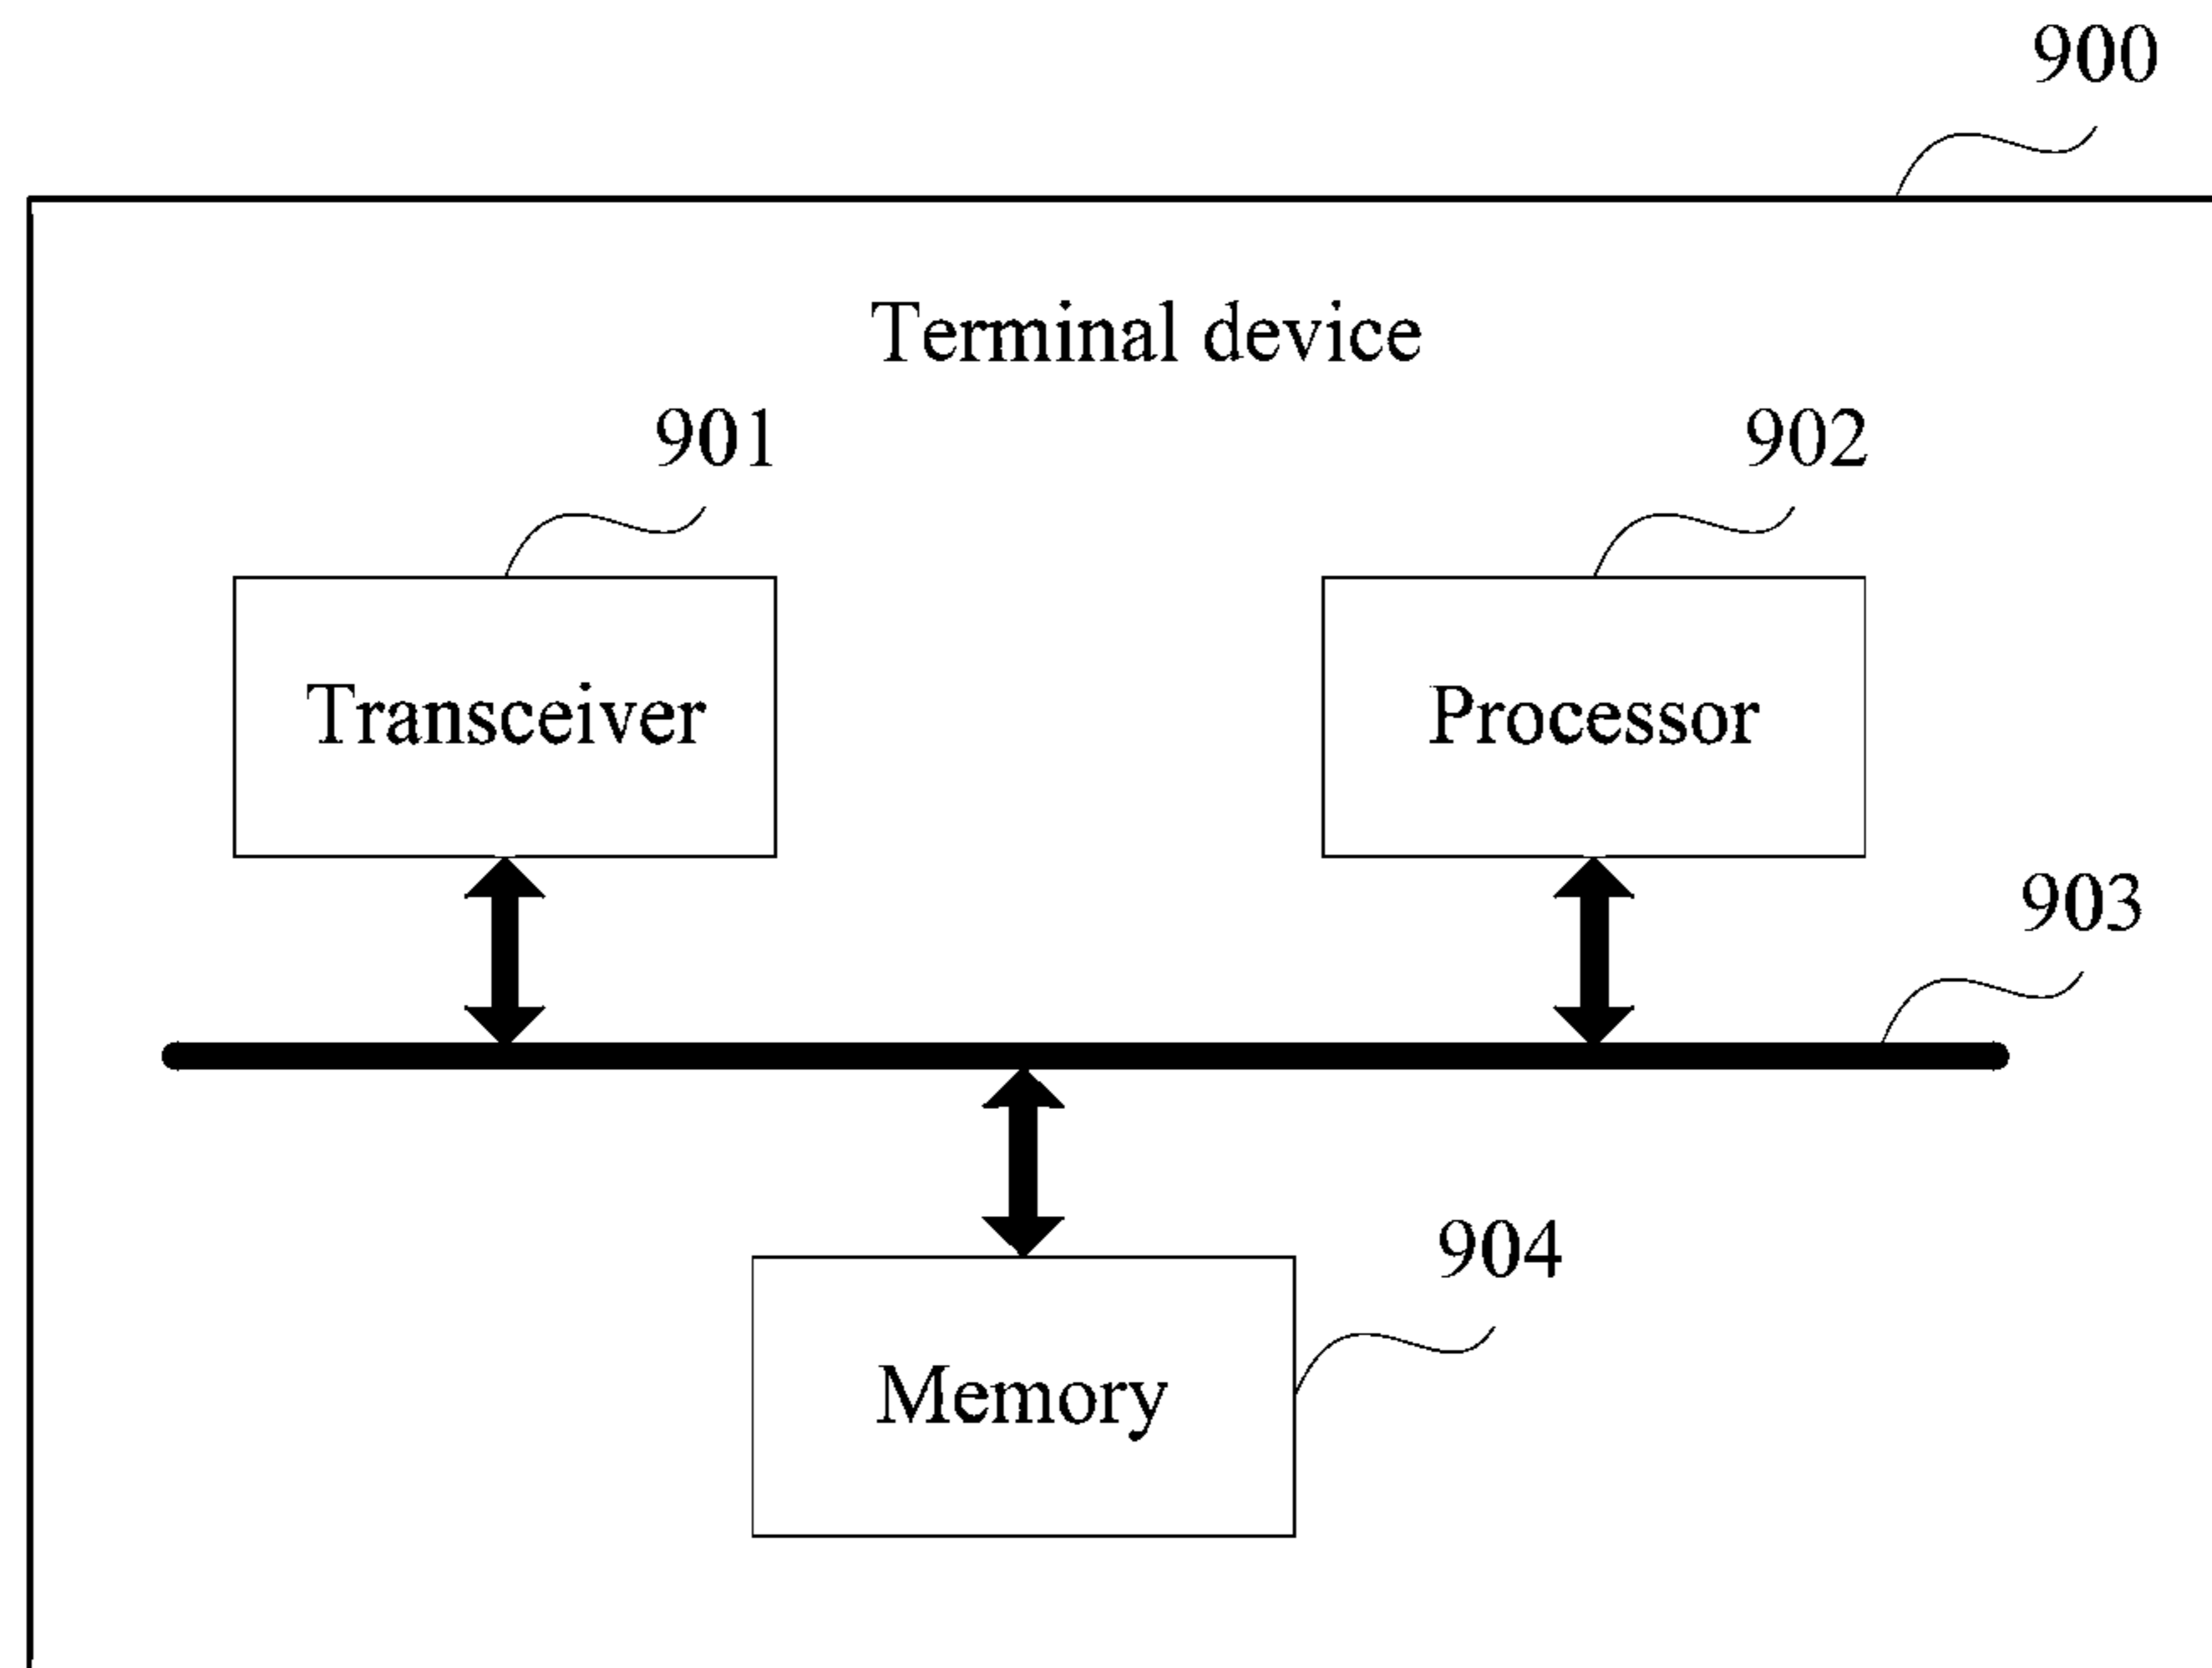 900
Terminal device
901
902
Transceiver
Processor
903
904
Memory